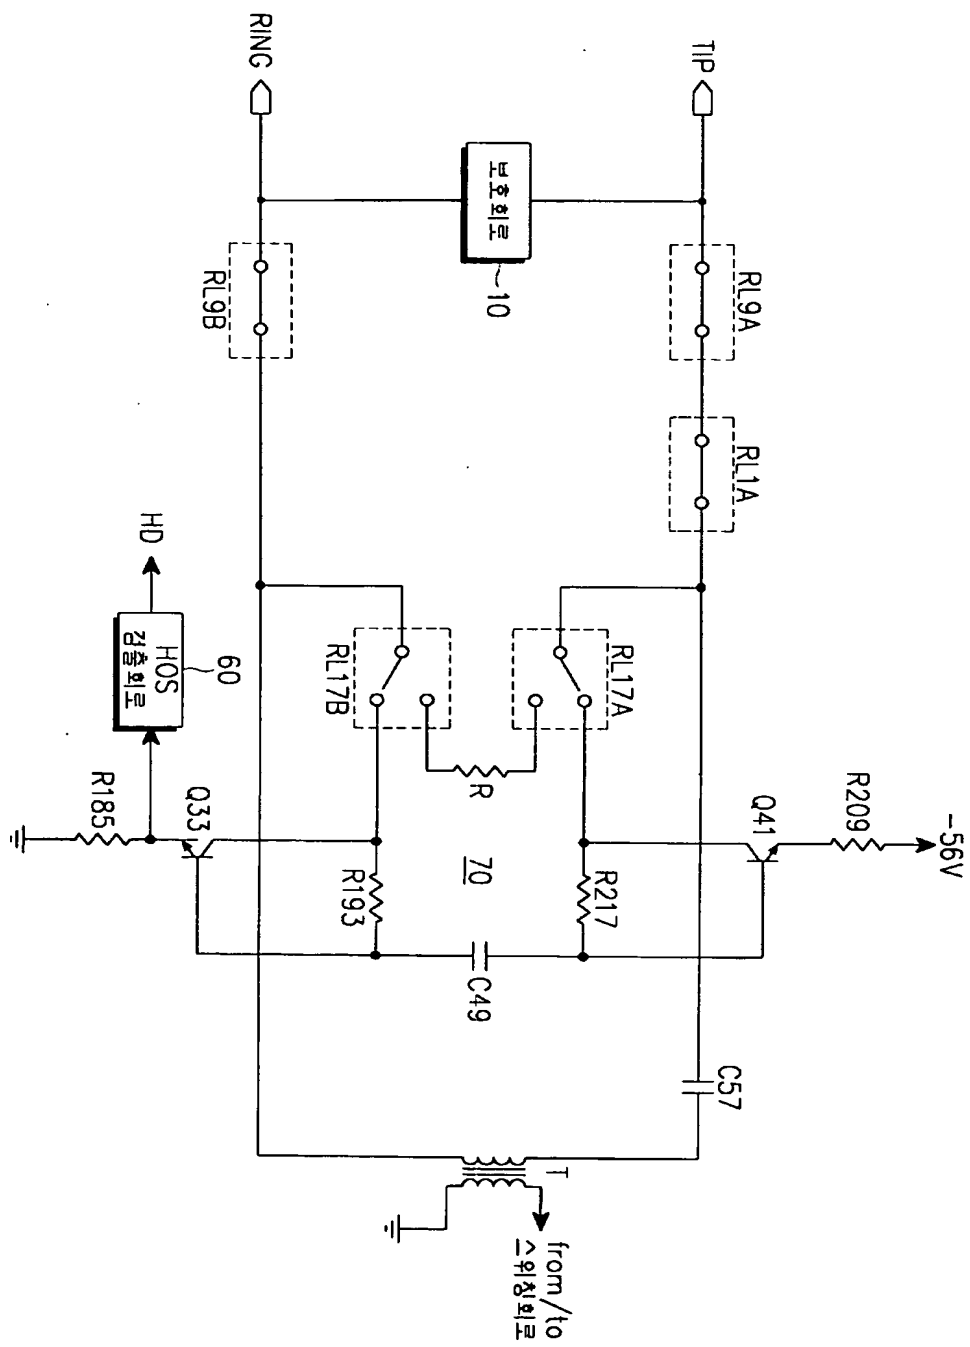 -56V
R209
TIP
RL9A
RL1A
Q41
C57
RL17A
R217
보호회로
10
R
70
C49
T
from/to
스위칭회로
RL17B
R193
RING
RL9B
60
Q33
HOS
검출회로
HD
R185